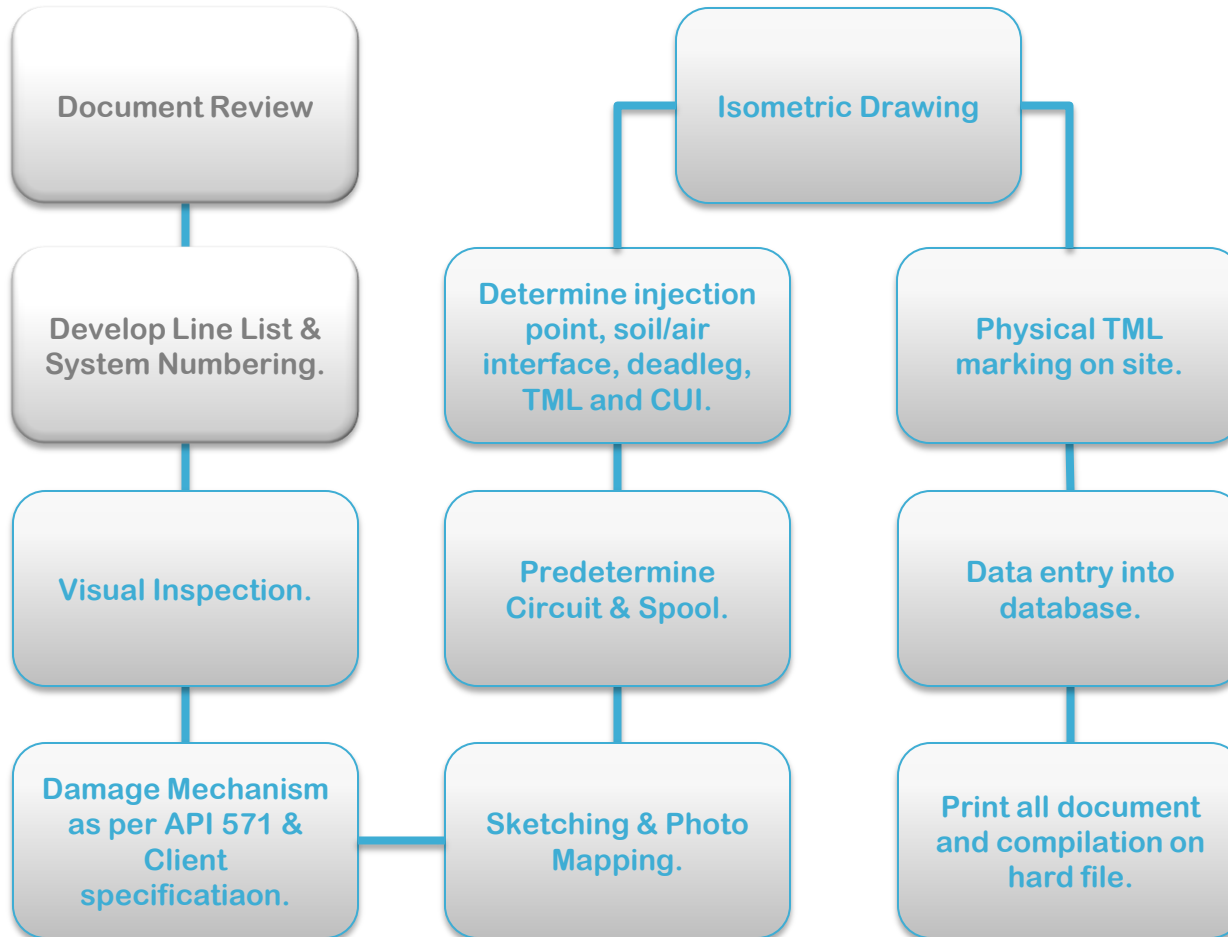 Document Review
Develop Line List &
System Numbering.
Visual Inspection.
Damage Mechanism
as per API 571 &
Client
specificatiaon.
Sketching & Photo
Mapping.
Predetermine
Circuit & Spool.
Determine injection
point, soil/air
interface, deadleg,
TML and CUI.
Isometric Drawing
Physical TML
marking on site.
Data entry into
database.
Print all document
and compilation on
hard file.